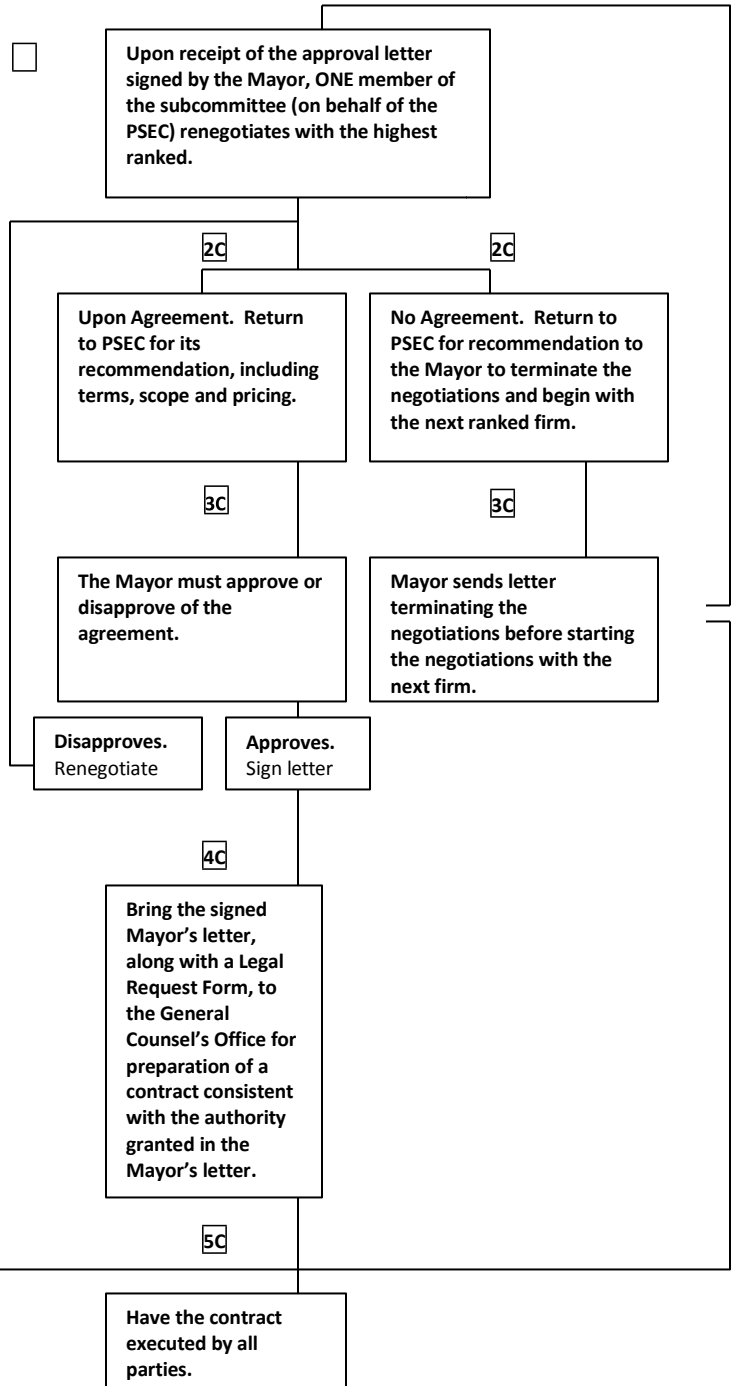 Upon receipt of the approval letter
signed by the Mayor, ONE member of
the subcommittee (on behalf of the
PSEC) renegotiates with the highest
ranked.
2C
2C
Upon Agreement.  Return
to PSEC for its
recommendation, including
terms, scope and pricing.
No Agreement.  Return to
PSEC for recommendation to
the Mayor to terminate the
negotiations and begin with
the next ranked firm.
3C
3C
The Mayor must approve or
disapprove of the
agreement.
Mayor sends letter
terminating the
negotiations before starting
the negotiations with the
next firm.
Disapproves.
Renegotiate
Approves.
Sign letter
4C
Bring the signed
Mayor’s letter,
along with a Legal
Request Form, to
the General
Counsel’s Office for
preparation of a
contract consistent
with the authority
granted in the
Mayor’s letter.
5C
Have the contract
executed by all
parties.